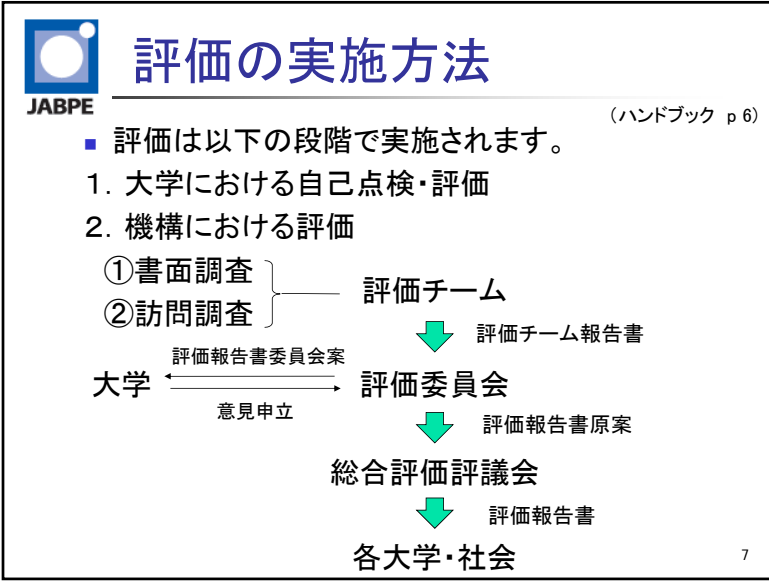 JABPE
評価の実施方法
(ハンドブック p 6)
■ 評価は以下の段階で実施されます。
1. 大学における自己点検・評価
2. 機構における評価
①書面調査
②訪問調査
評価チーム
評価チーム報告書
評価報告書委員会案
大学
評価委員会
意見申立
評価報告書原案
総合評価評議会
評価報告書
各大学・社会
7